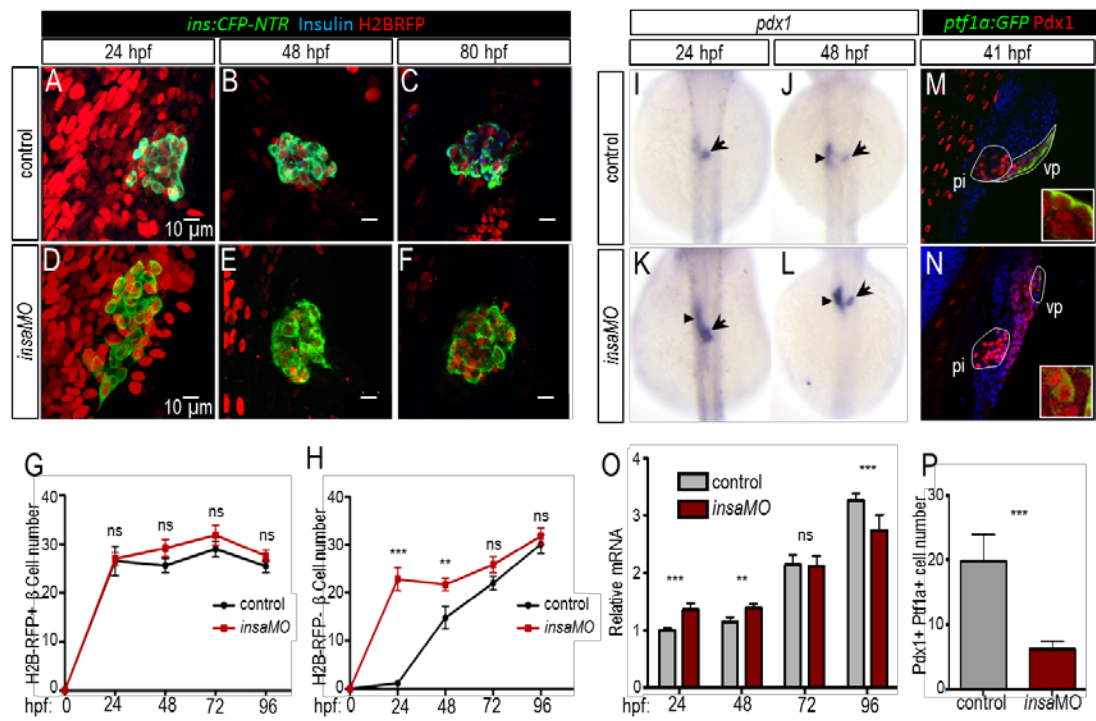 ins:CFP-NTR Insulin H2BRFP
24 hpf 48 hpf 80 hpf
control
A B C
10 µm
insaMO
D E F
10 µm
pdx1
24 hpf 48 hpf
control
I J
insaMO
K L
ptf1a:GFP Pdx1
41 hpf
M
pi vp
N
pi vp
G
H2B-RFP+ β Cell number
40
30
20
10
0
ns ns ns ns
control
insaMO
hpf: 0 24 48 72 96
H
H2B-RFP- β Cell number
40
30
20
10
0
*** ** ns ns
control
insaMO
hpf: 0 24 48 72 96
O
Relative mRNA
4
3
2
1
0
*** ** ns ***
control
insaMO
hpf: 24 48 72 96
P
Pdx1+ Ptf1a+ cell number
30
20
10
0
***
control insaMO